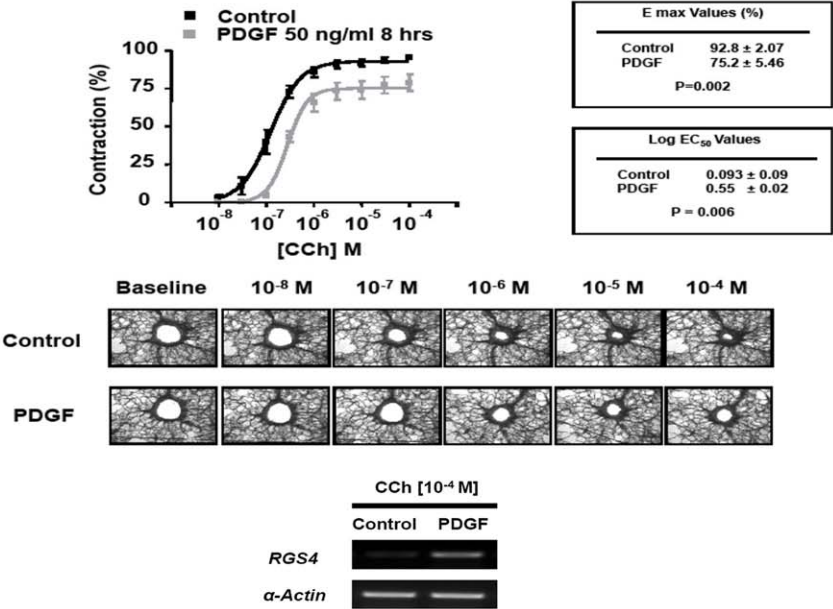 Control
PDGF 50 ng/ml 8 hrs
Contraction (%)
100
75
50
25
0
10⁻⁸ 10⁻⁷ 10⁻⁶ 10⁻⁵ 10⁻⁴
[CCh] M
E max Values (%)
Control 92.8 ± 2.07
PDGF 75.2 ± 5.46
P=0.002
Log EC₅₀ Values
Control 0.093 ± 0.09
PDGF 0.55 ± 0.02
P = 0.006
Baseline 10⁻⁸ M 10⁻⁷ M 10⁻⁶ M 10⁻⁵ M 10⁻⁴ M
Control
PDGF
CCh [10⁻⁴ M]
Control PDGF
RGS4
α-Actin